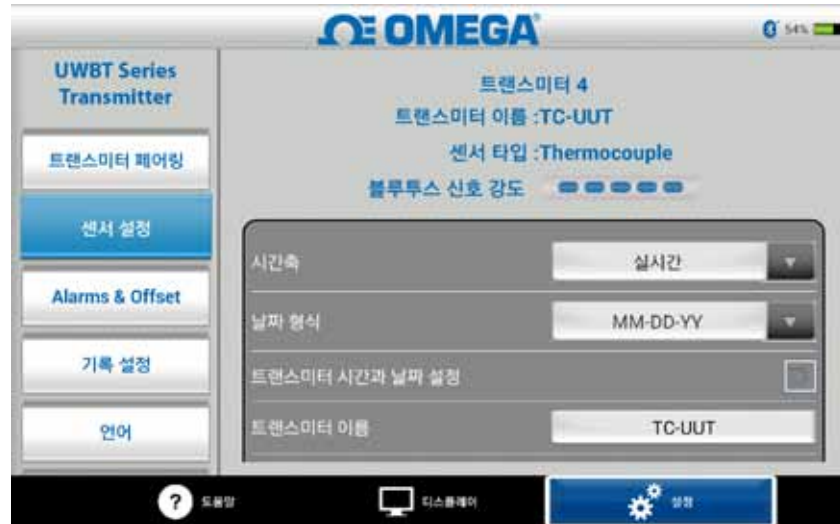 OMEGA
54%
UWBT Series
Transmitter
트랜스미터 페어링
센서 설정
Alarms & Offset
기록 설정
언어
트랜스미터 4
트랜스미터 이름 :TC-UUT
센서 타입 :Thermocouple
블루투스 신호 강도
시간축 실시간
날짜 형식 MM-DD-YY
트랜스미터 시간과 날짜 설정
트랜스미터 이름 TC-UUT
? 도움말 디스플레이 설정